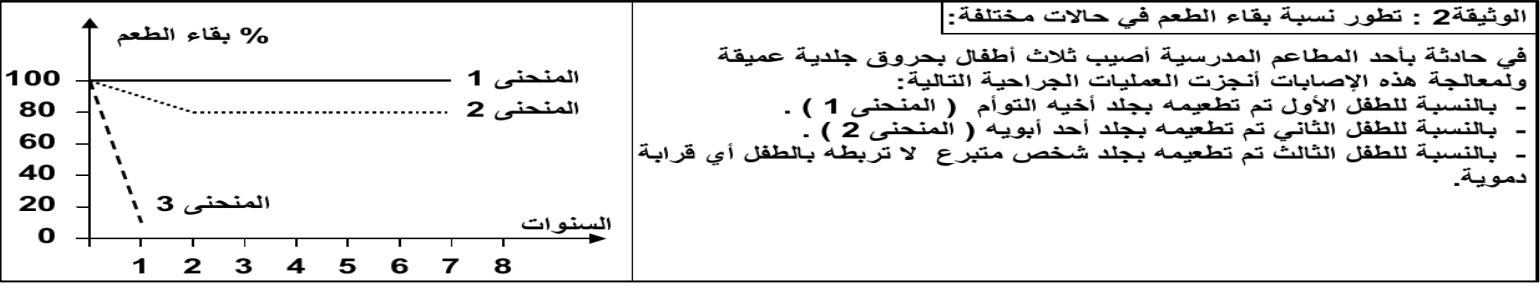 الوثيقة2 : تطور نسبة بقاء الطعم في حالات مختلفة:
في حادثة بأحد المطاعم المدرسية أصيب ثلاث أطفال بحروق جلدية عميقة
ولمعالجة هذه الإصابات أنجزت العمليات الجراحية التالية:
- بالنسبة للطفل الأول تم تطعيمه بجلد أخيه التوأم ( المنحنى 1 ) .
- بالنسبة للطفل الثاني تم تطعيمه بجلد أحد أبويه ( المنحنى 2 ) .
- بالنسبة للطفل الثالث تم تطعيمه بجلد شخص متبرع لا تربطه بالطفل أي قرابة
دموية.
% بقاء الطعم
100
80
60
40
20
0
المنحنى 1
المنحنى 2
المنحنى 3
السنوات
1 2 3 4 5 6 7 8